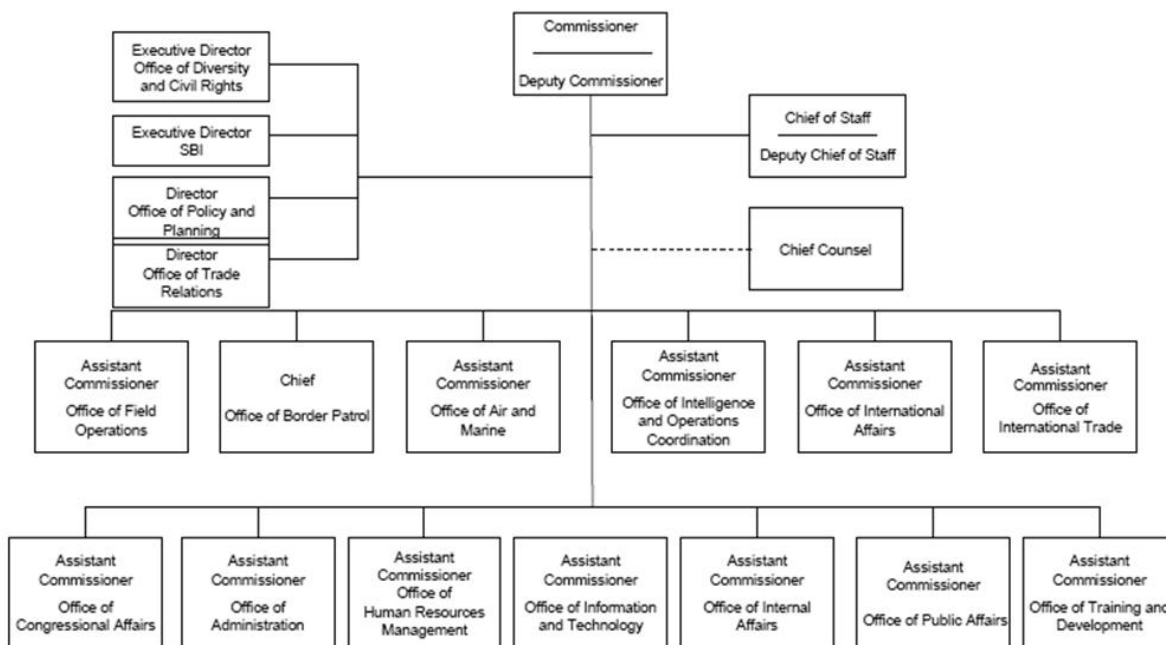 Commissioner
Deputy Commissioner
Executive Director
Office of Diversity
and Civil Rights
Executive Director
SBI
Director
Office of Policy and
Planning
Director
Office of Trade
Relations
Chief of Staff
Deputy Chief of Staff
Chief Counsel
Assistant
Commissioner
Office of Field
Operations
Chief
Office of Border Patrol
Assistant
Commissioner
Office of Air and
Marine
Assistant
Commissioner
Office of Intelligence
and Operations
Coordination
Assistant
Commissioner
Office of International
Affairs
Assistant
Commissioner
Office of
International Trade
Assistant
Commissioner
Office of
Congressional Affairs
Assistant
Commissioner
Office of
Administration
Assistant
Commissioner
Office of
Human Resources
Management
Assistant
Commissioner
Office of Information
and Technology
Assistant
Commissioner
Office of Internal
Affairs
Assistant
Commissioner
Office of Public Affairs
Assistant
Commissioner
Office of Training and
Development